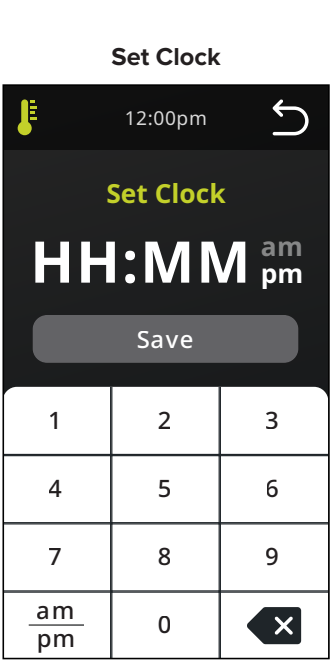 Set Clock
12:00pm
Set Clock
HH:MM am
pm
Save
1 2 3
4 5 6
7 8 9
am
pm 0